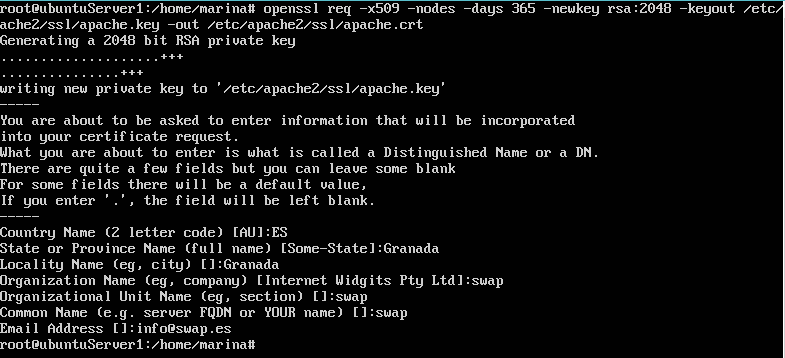 root@ubuntuServer1:/home/marina# openssl req -x509 -nodes -days 365 -newkey rsa:2048 -keyout /etc/
ache2/ssl/apache.key -out /etc/apache2/ssl/apache.crt
Generating a 2048 bit RSA private key
....................+++
...............+++
writing new private key to '/etc/apache2/ssl/apache.key'
-----
You are about to be asked to enter information that will be incorporated
into your certificate request.
What you are about to enter is what is called a Distinguished Name or a DN.
There are quite a few fields but you can leave some blank
For some fields there will be a default value,
If you enter '.', the field will be left blank.
-----
Country Name (2 letter code) [AU]:ES
State or Province Name (full name) [Some-State]:Granada
Locality Name (eg, city) []:Granada
Organization Name (eg, company) [Internet Widgits Pty Ltd]:swap
Organizational Unit Name (eg, section) []:swap
Common Name (e.g. server FQDN or YOUR name) []:swap
Email Address []:info@swap.es
root@ubuntuServer1:/home/marina#